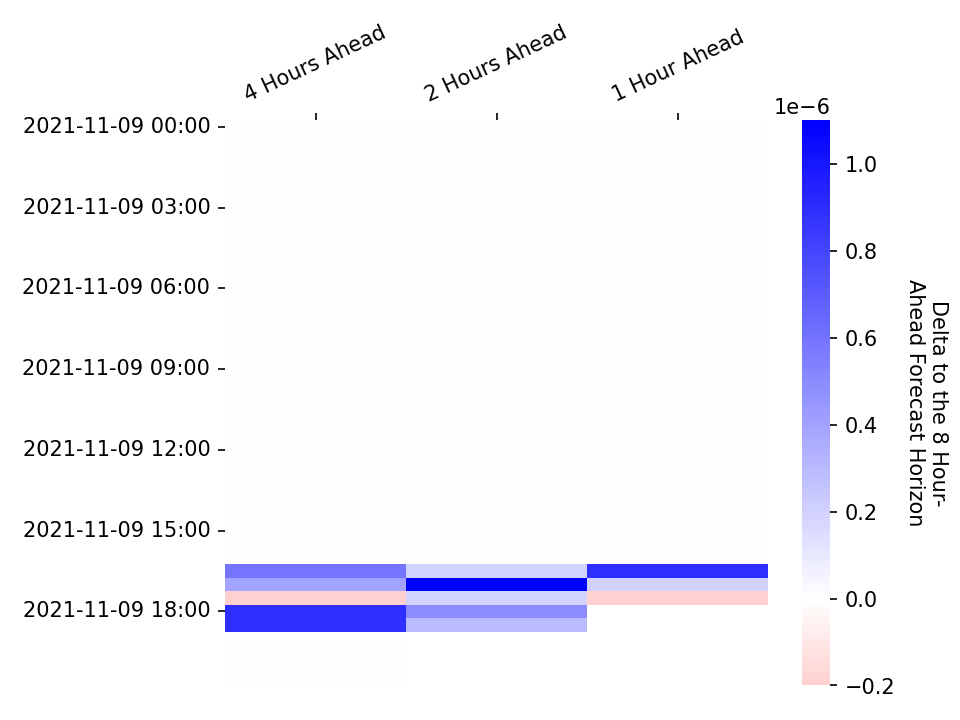 4 Hours Ahead
2 Hours Ahead
1 Hour Ahead
1e−6
2021-11-09 00:00
2021-11-09 03:00
2021-11-09 06:00
2021-11-09 09:00
2021-11-09 12:00
2021-11-09 15:00
2021-11-09 18:00
1.0
0.8
0.6
0.4
0.2
0.0
−0.2
Delta to the 8 Hour-
Ahead Forecast Horizon